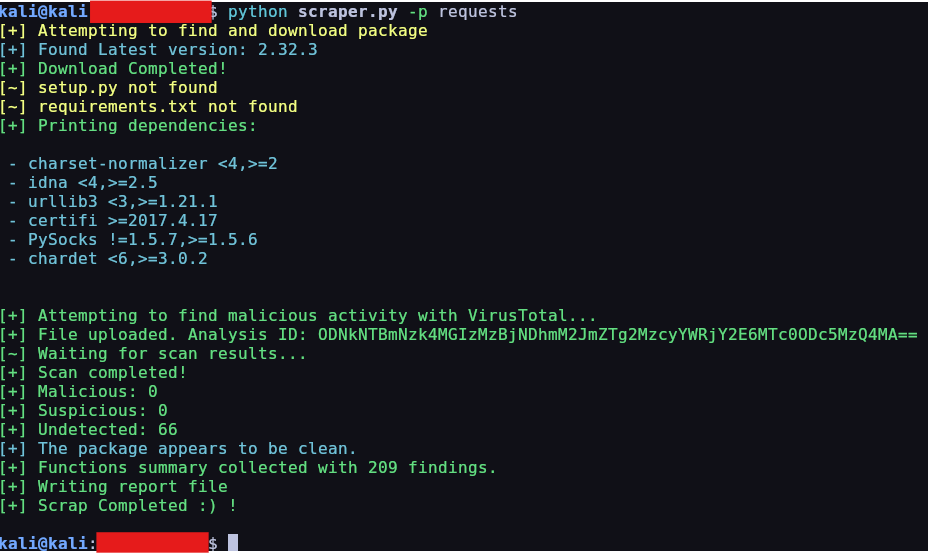 kali@kali $ python scraper.py -p requests
[+] Attempting to find and download package
[+] Found Latest version: 2.32.3
[+] Download Completed!
[~] setup.py not found
[~] requirements.txt not found
[+] Printing dependencies:
- charset-normalizer <4,>=2
- idna <4,>=2.5
- urllib3 <3,>=1.21.1
- certifi >=2017.4.17
- PySocks !=1.5.7,>=1.5.6
- chardet <6,>=3.0.2
[+] Attempting to find malicious activity with VirusTotal...
[+] File uploaded. Analysis ID: ODNkNTBmNzk4MGIzMzBjNDhmM2JmZTg2MzcyYWRjY2E6MTc0ODc5MzQ4MA==
[~] Waiting for scan results...
[+] Scan completed!
[+] Malicious: 0
[+] Suspicious: 0
[+] Undetected: 66
[+] The package appears to be clean.
[+] Functions summary collected with 209 findings.
[+] Writing report file
[+] Scrap Completed :) !
kali@kali: $